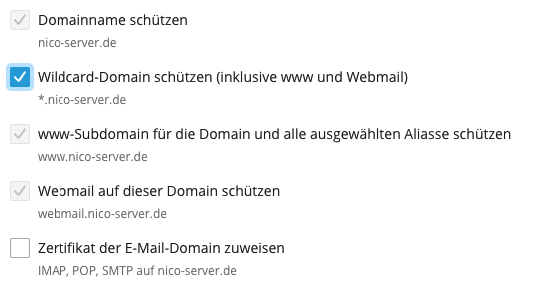 Domainname schützen
nico-server.de
Wildcard-Domain schützen (inklusive www und Webmail)
*.nico-server.de
www-Subdomain für die Domain und alle ausgewählten Aliasse schützen
www.nico-server.de
Webmail auf dieser Domain schützen
webmail.nico-server.de
Zertifikat der E-Mail-Domain zuweisen
IMAP, POP, SMTP auf nico-server.de